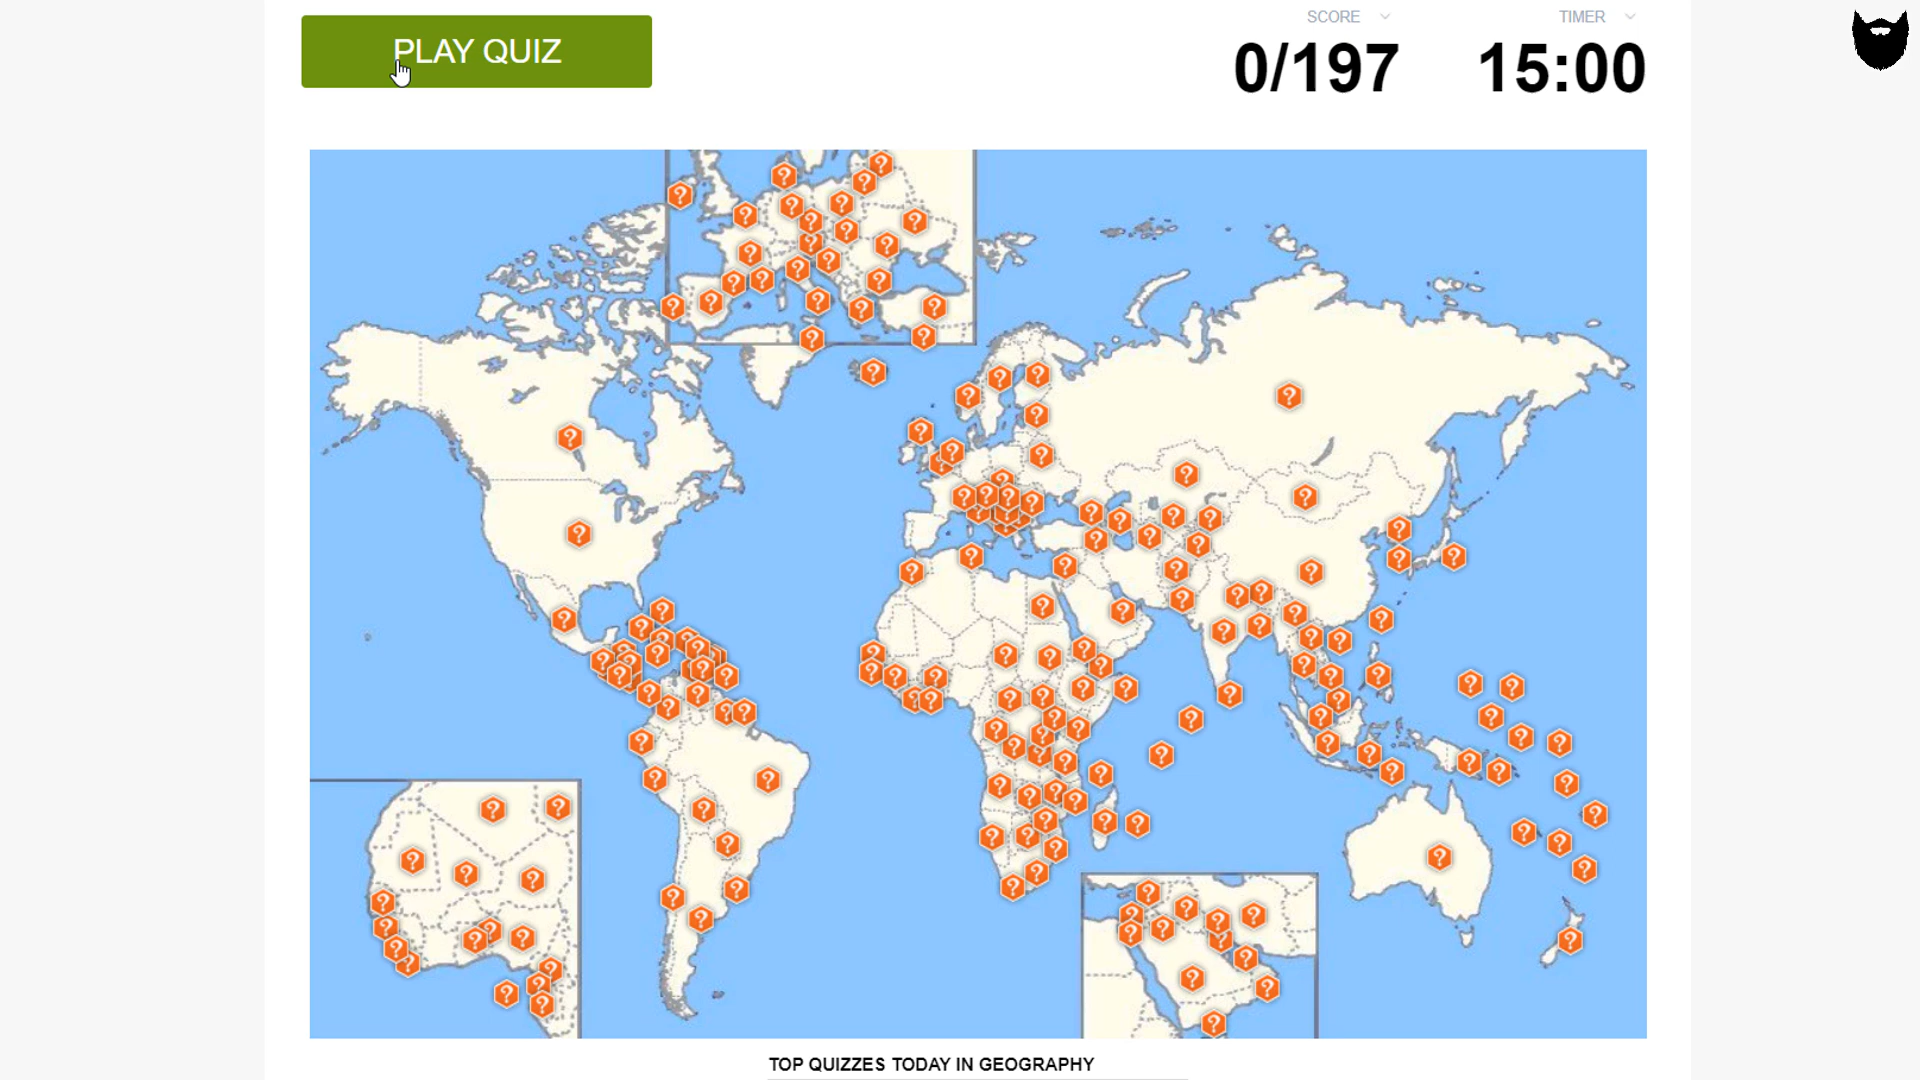 PLAY QUIZ
SCORE
TIMER
0/197
15:00
TOP QUIZZES TODAY IN GEOGRAPHY